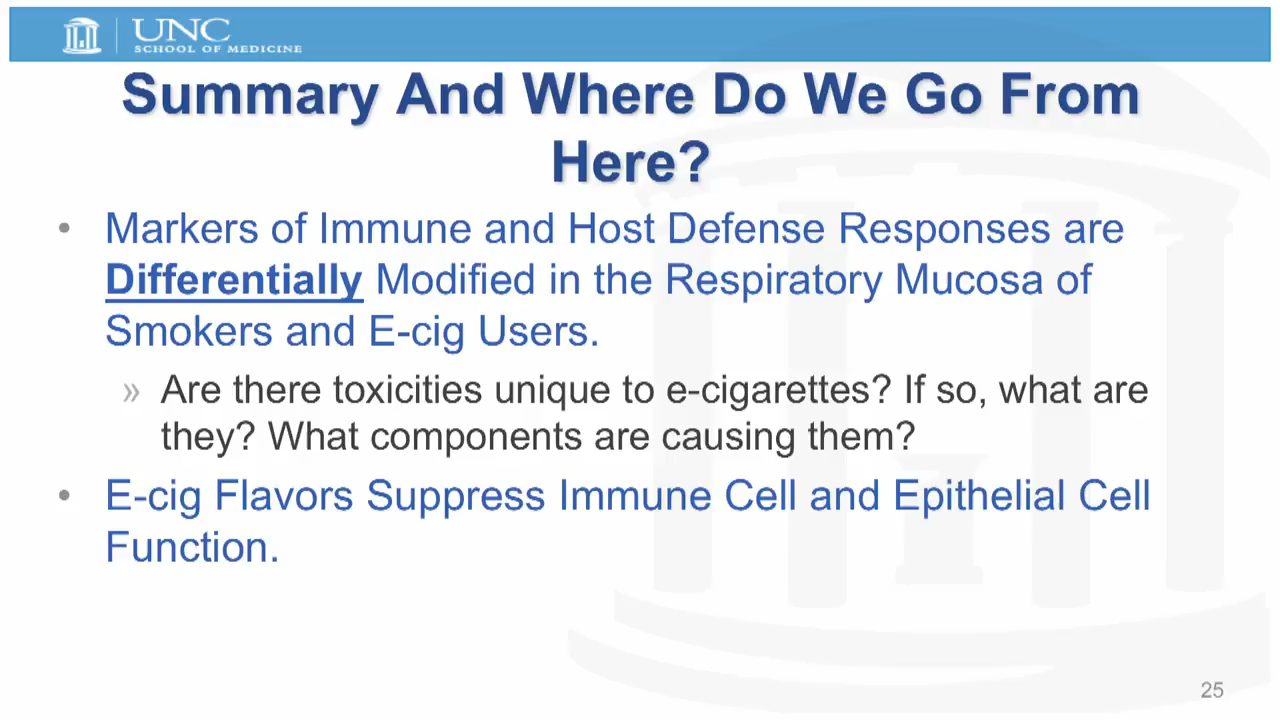 UNC
SCHOOL OF MEDICINE
Summary And Where Do We Go From
Here?
• Markers of Immune and Host Defense Responses are
Differentially Modified in the Respiratory Mucosa of
Smokers and E-cig Users.
» Are there toxicities unique to e-cigarettes? If so, what are
they? What components are causing them?
• E-cig Flavors Suppress Immune Cell and Epithelial Cell
Function.
25